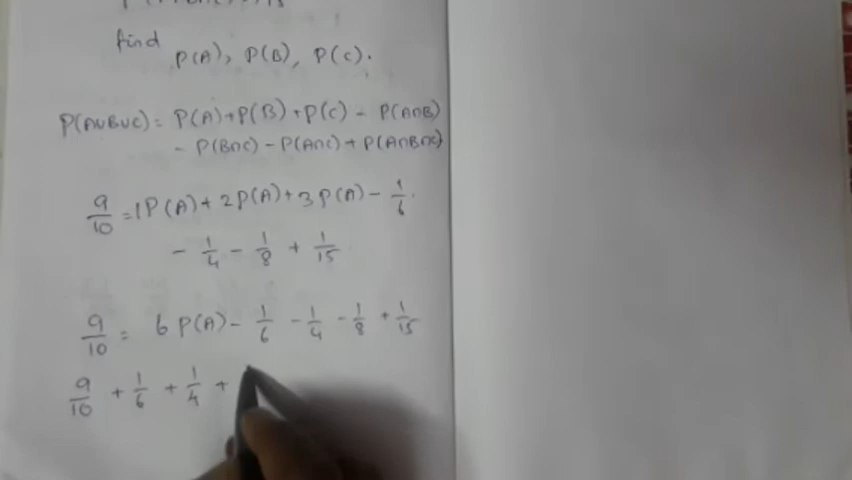 find
P(A), P(B), P(C).
P(AUBUC) = P(A)+P(B)+P(C) - P(A∩B)
- P(B∩C) - P(A∩C) + P(A∩B∩C)
9/10 = 1P(A) + 2P(A) + 3P(A) - 1/6
- 1/4 - 1/8 + 1/15
9/10 = 6P(A) - 1/6 - 1/4 - 1/8 + 1/15
9/10 + 1/6 + 1/4 +